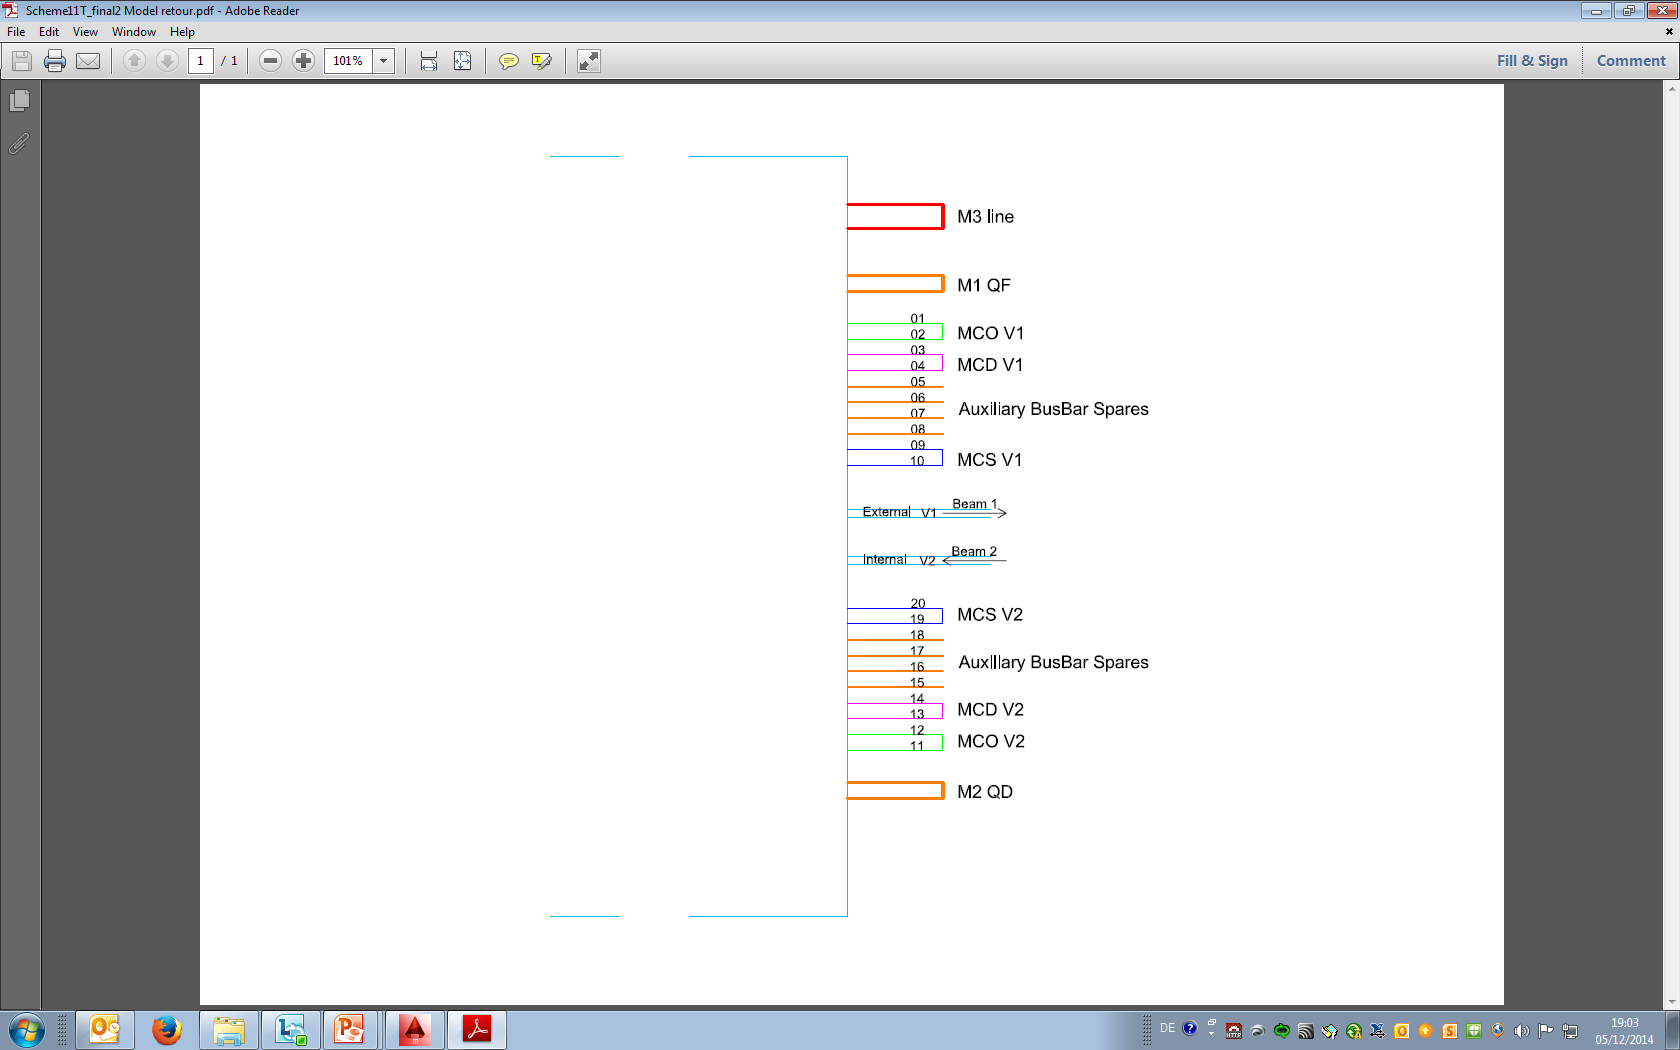 Scheme11T_final2 Model retour.pdf - Adobe Reader
File Edit View Window Help
1 / 1 101% Fill & Sign Comment
M3 line
M1 QF
01
02 MCO V1
03
04 MCD V1
05
06
07 Auxiliary BusBar Spares
08
09
10 MCS V1
External V1 Beam 1
Internal V2 Beam 2
20
19 MCS V2
18
17
16 Auxiliary BusBar Spares
15
14
13 MCD V2
12
11 MCO V2
M2 QD
DE 19:03
05/12/2014